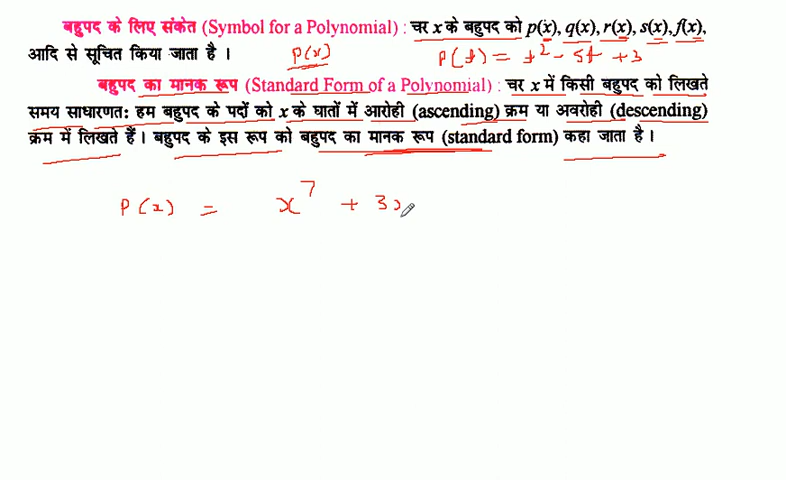 बहुपद के लिए संकेत (Symbol for a Polynomial) : चर x के बहुपद को p(x), q(x), r(x), s(x), f(x),
आदि से सूचित किया जाता है । P(x) P(t) = t² - 5t + 3
बहुपद का मानक रूप (Standard Form of a Polynomial) : चर x में किसी बहुपद को लिखते
समय साधारणत: हम बहुपद के पदों को x के घातों में आरोही (ascending) क्रम या अवरोही (descending)
क्रम में लिखते हैं । बहुपद के इस रूप को बहुपद का मानक रूप (standard form) कहा जाता है ।
P(x) = x⁷ + 3x